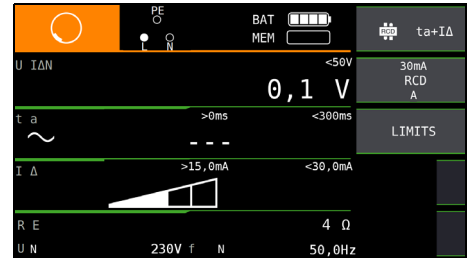 PE
BAT
L N
MEM
RCD ta+IΔ
U IΔN <50V
0,1 V
30mA
RCD
A
t a >0ms <300ms
---
LIMITS
I Δ >15,0mA <30,0mA
R E 4 Ω
U N 230V f N 50,0Hz